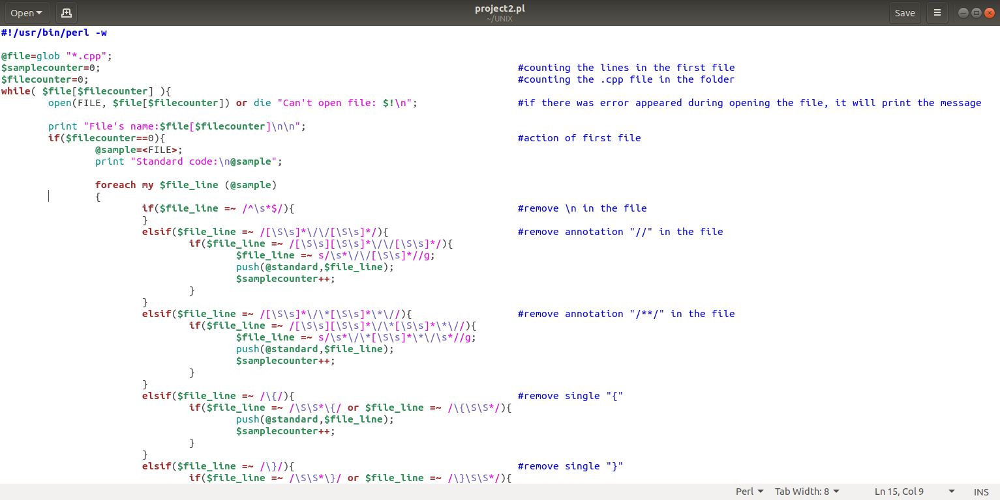 Open
project2.pl
~/UNIX
Save
#!/usr/bin/perl -w
@file=glob "*.cpp";
$samplecounter=0; #counting the lines in the first file
$filecounter=0; #counting the .cpp file in the folder
while( $file[$filecounter] ){
open(FILE, $file[$filecounter]) or die "Can't open file: $!\n"; #if there was error appeared during opening the file, it will print the message
print "File's name:$file[$filecounter]\n\n";
if($filecounter==0){ #action of first file
@sample=<FILE>;
print "Standard code:\n@sample";
foreach my $file_line (@sample)
{
if($file_line =~ /^\s*$/){ #remove \n in the file
}
elsif($file_line =~ /[\S\s]*\/\/[\S\s]*/){ #remove annotation "//" in the file
if($file_line =~ /[\S\s][\S\s]*\/\/[\S\s]*/){
$file_line =~ s/\s*\/\/[\S\s]*//g;
push(@standard,$file_line);
$samplecounter++;
}
}
elsif($file_line =~ /[\S\s]*\/\*[\S\s]*\*\//){ #remove annotation "/**/" in the file
if($file_line =~ /[\S\s][\S\s]*\/\*[\S\s]*\*\//){
$file_line =~ s/\s*\/\*[\S\s]*\*\/\s*//g;
push(@standard,$file_line);
$samplecounter++;
}
}
elsif($file_line =~ /\{/){ #remove single "{"
if($file_line =~ /\S\S*\{/ or $file_line =~ /\{\S\S*/){
push(@standard,$file_line);
$samplecounter++;
}
}
elsif($file_line =~ /\}/){ #remove single "}"
if($file_line =~ /\S\S*\}/ or $file_line =~ /\}\S\S*/){
Perl Tab Width: 8 Ln 15, Col 9 INS